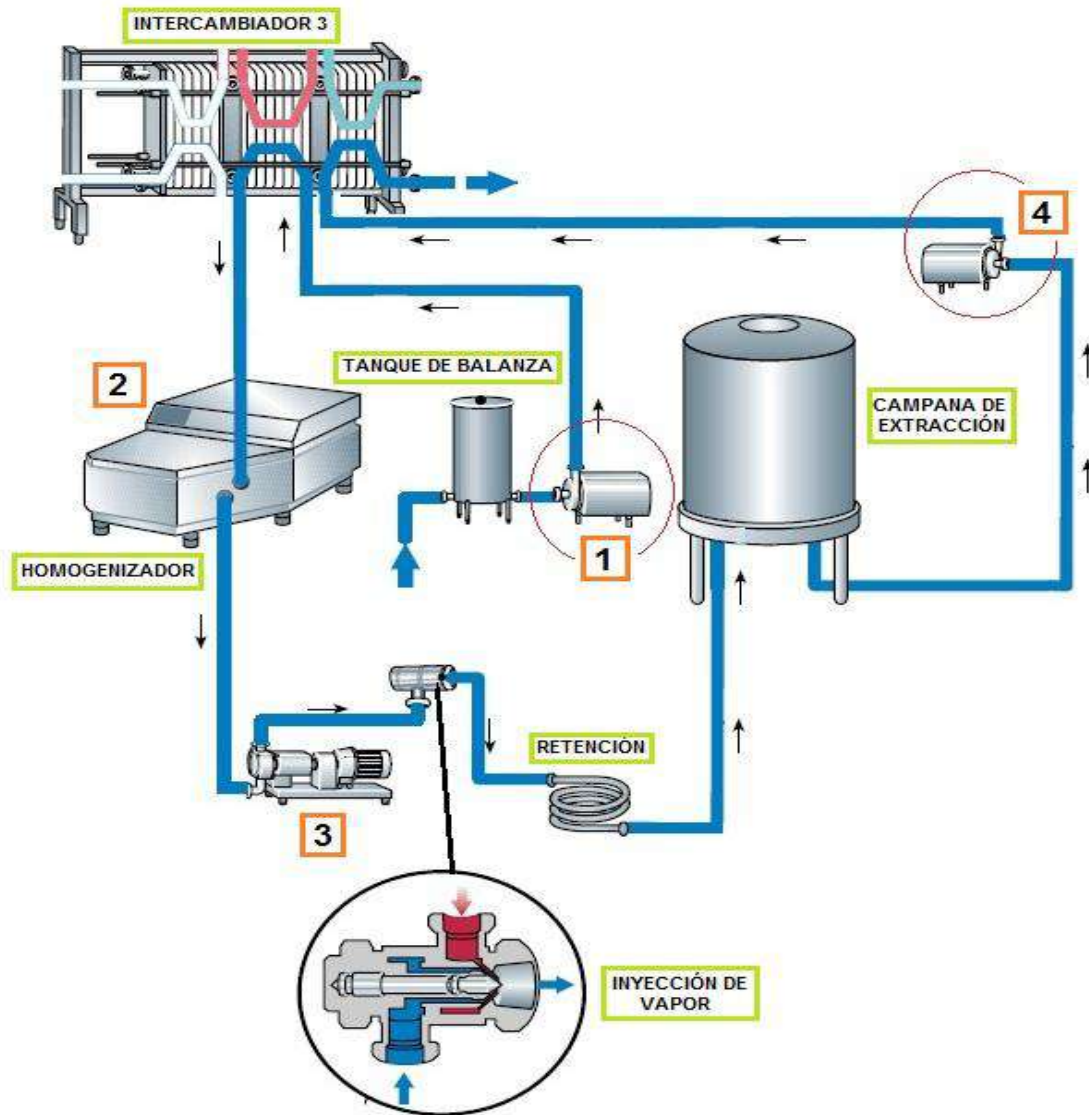 INTERCAMBIADOR 3
4
TANQUE DE BALANZA
2
CAMPANA DE
EXTRACCIÓN
HOMOGENIZADOR
1
RETENCIÓN
3
INYECCIÓN DE
VAPOR